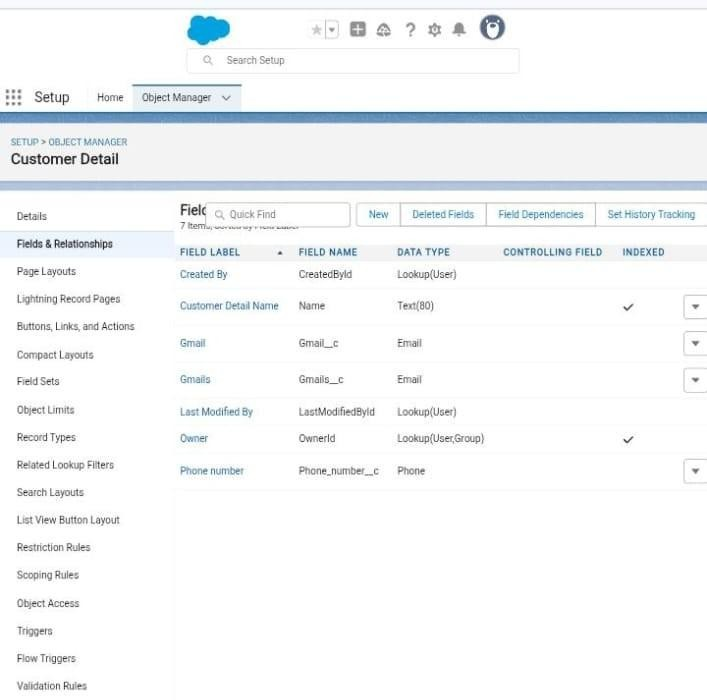 Search Setup
Setup Home Object Manager
SETUP > OBJECT MANAGER
Customer Detail
Details
Fields & Relationships
Page Layouts
Lightning Record Pages
Buttons, Links, and Actions
Compact Layouts
Field Sets
Object Limits
Record Types
Related Lookup Filters
Search Layouts
List View Button Layout
Restriction Rules
Scoping Rules
Object Access
Triggers
Flow Triggers
Validation Rules
Quick Find New Deleted Fields Field Dependencies Set History Tracking
7 Items, Sorted by Field Label
FIELD LABEL FIELD NAME DATA TYPE CONTROLLING FIELD INDEXED
Created By CreatedById Lookup(User)
Customer Detail Name Name Text(80)
Gmail Gmail__c Email
Gmails Gmails__c Email
Last Modified By LastModifiedById Lookup(User)
Owner OwnerId Lookup(User,Group)
Phone number Phone_number__c Phone